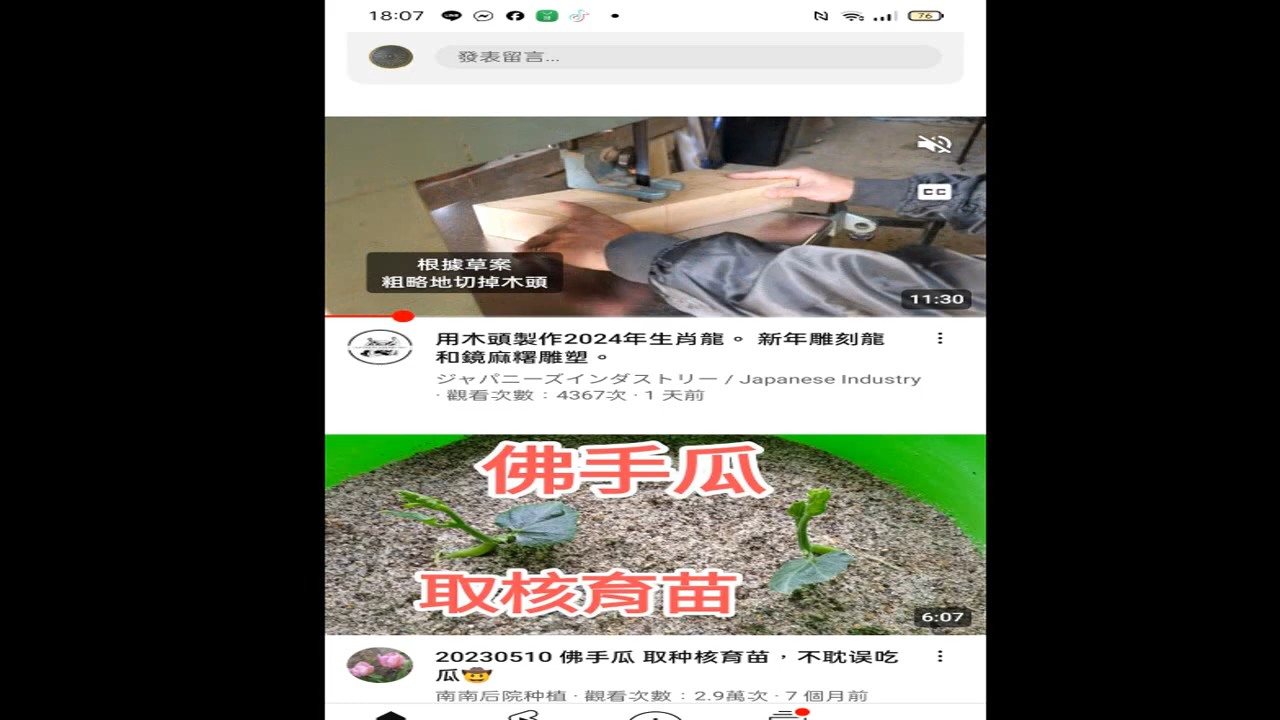 18:07
76
發表留言...
CC
根據草案
粗略地切掉木頭
11:30
用木頭製作2024年生肖龍。 新年雕刻龍
和鏡麻糬雕塑。
ジャパニーズインダストリー / Japanese Industry
· 觀看次數：4367次 · 1 天前
佛手瓜
取核育苗
6:07
20230510 佛手瓜 取种核育苗，不耽误吃
瓜🤠
南南后院种植 · 觀看次數：2.9萬次 · 7 個月前